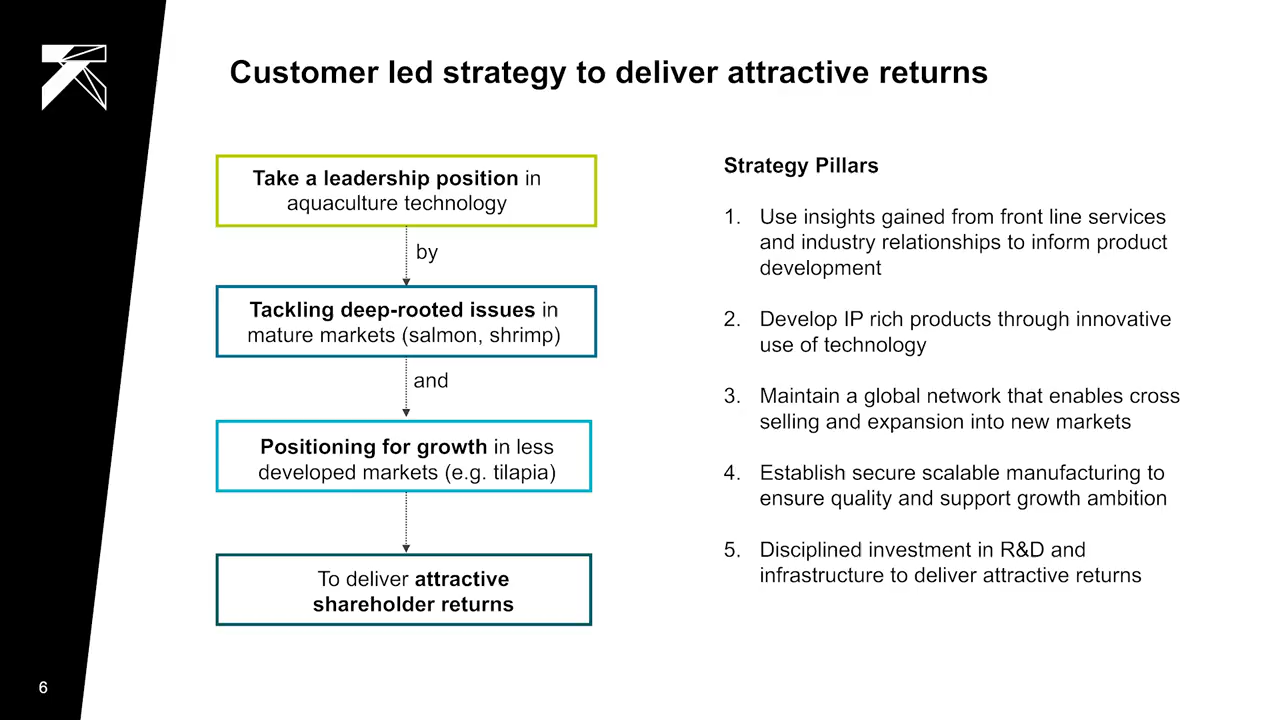 Customer led strategy to deliver attractive returns
Take a leadership position in
aquaculture technology
by
Tackling deep-rooted issues in
mature markets (salmon, shrimp)
and
Positioning for growth in less
developed markets (e.g. tilapia)
To deliver attractive
shareholder returns
Strategy Pillars
1. Use insights gained from front line services
and industry relationships to inform product
development
2. Develop IP rich products through innovative
use of technology
3. Maintain a global network that enables cross
selling and expansion into new markets
4. Establish secure scalable manufacturing to
ensure quality and support growth ambition
5. Disciplined investment in R&D and
infrastructure to deliver attractive returns
6